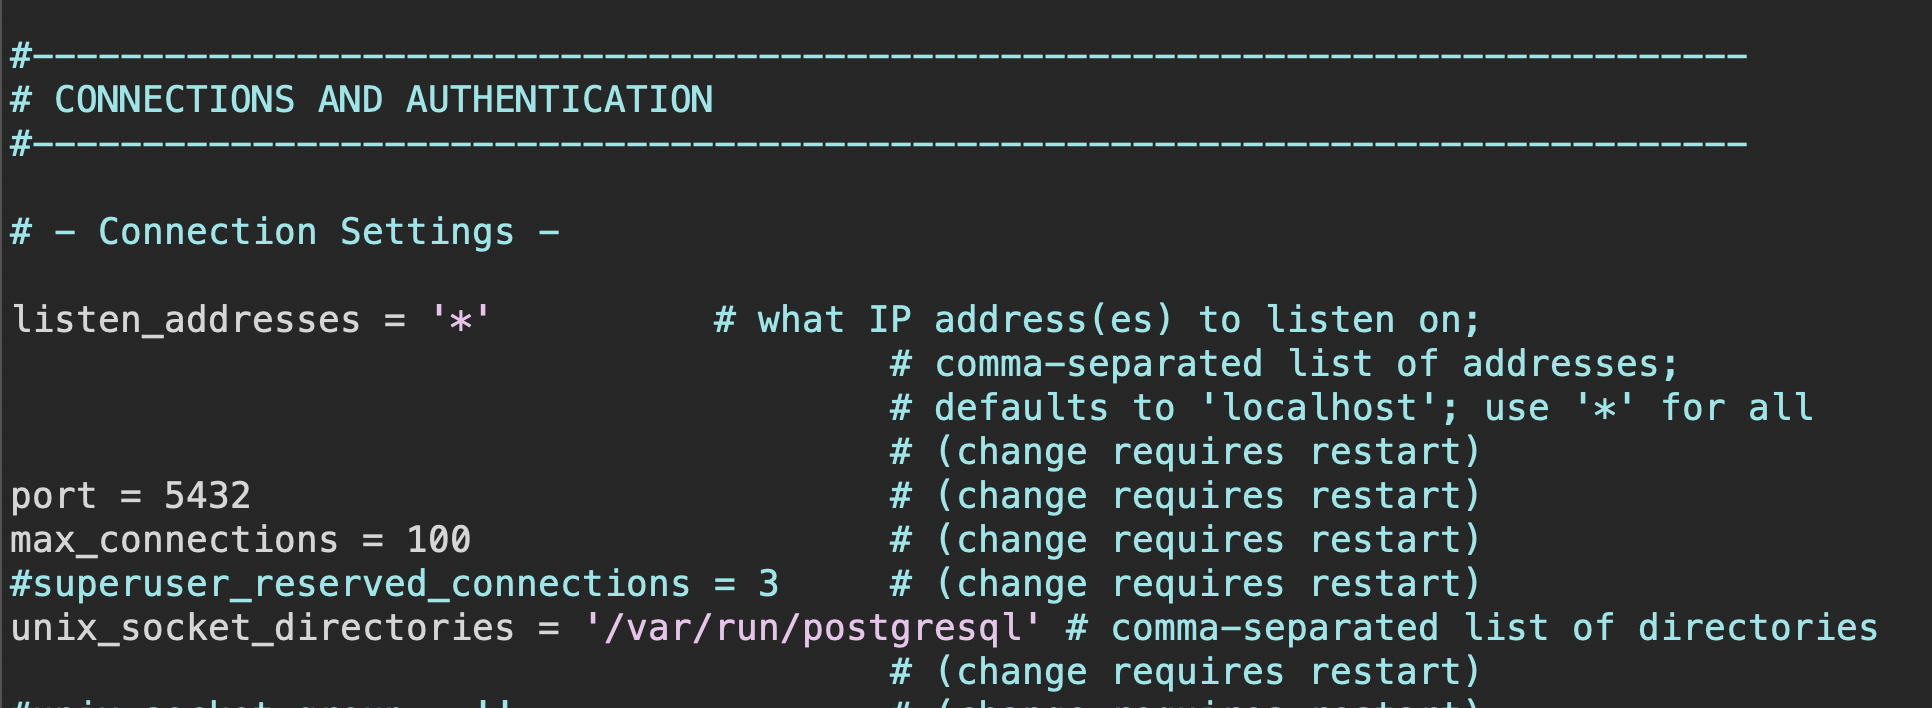 #------------------------------------------------------------------------------
# CONNECTIONS AND AUTHENTICATION
#------------------------------------------------------------------------------
# - Connection Settings -
listen_addresses = '*' # what IP address(es) to listen on;
# comma-separated list of addresses;
# defaults to 'localhost'; use '*' for all
# (change requires restart)
port = 5432 # (change requires restart)
max_connections = 100 # (change requires restart)
#superuser_reserved_connections = 3 # (change requires restart)
unix_socket_directories = '/var/run/postgresql' # comma-separated list of directories
# (change requires restart)